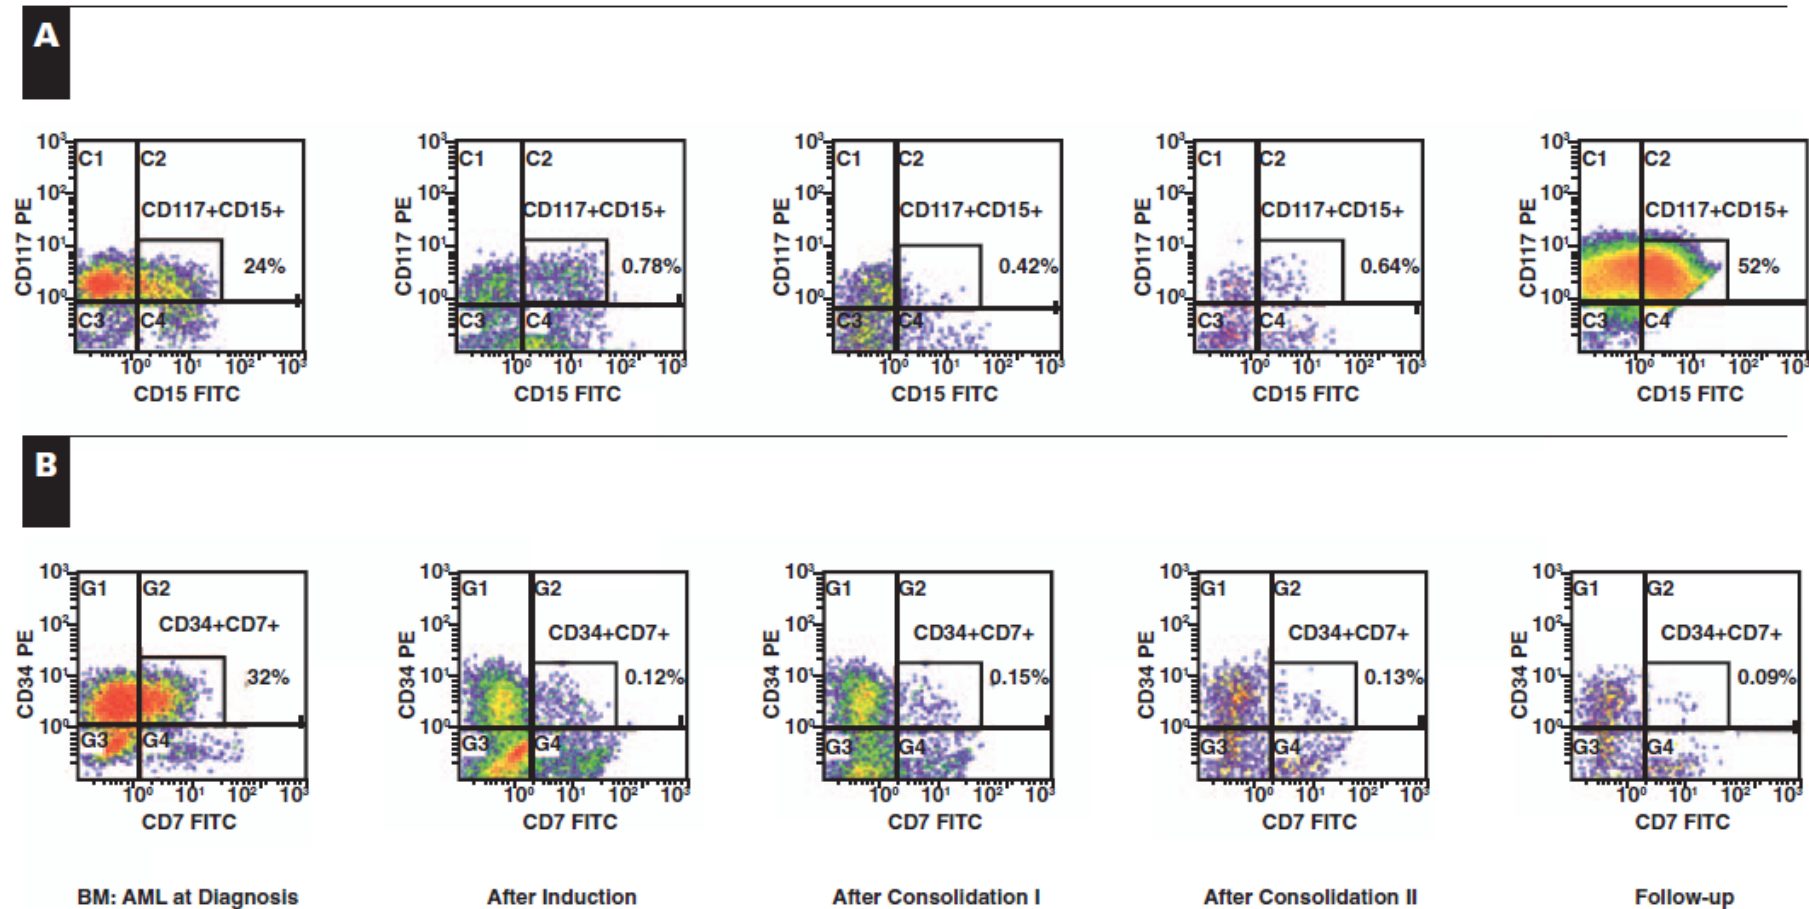 A
10³ 10³ 10³ 10³ 10³
C1 C2 C1 C2 C1 C2 C1 C2 C1 C2
10² 10² 10² 10² 10²
CD117+CD15+ CD117+CD15+ CD117+CD15+ CD117+CD15+ CD117+CD15+
CD117 PE CD117 PE CD117 PE CD117 PE CD117 PE
10¹ 10¹ 10¹ 10¹ 10¹
24% 0.78% 0.42% 0.64% 52%
10⁰ 10⁰ 10⁰ 10⁰ 10⁰
C3 C4 C3 C4 C3 C4 C3 C4 C3 C4
10⁰ 10¹ 10² 10³ 10⁰ 10¹ 10² 10³ 10⁰ 10¹ 10² 10³ 10⁰ 10¹ 10² 10³ 10⁰ 10¹ 10² 10³
CD15 FITC CD15 FITC CD15 FITC CD15 FITC CD15 FITC
B
10³ 10³ 10³ 10³ 10³
G1 G2 G1 G2 G1 G2 G1 G2 G1 G2
10² 10² 10² 10² 10²
CD34+CD7+ CD34+CD7+ CD34+CD7+ CD34+CD7+ CD34+CD7+
CD34 PE CD34 PE CD34 PE CD34 PE CD34 PE
10¹ 10¹ 10¹ 10¹ 10¹
32% 0.12% 0.15% 0.13% 0.09%
10⁰ 10⁰ 10⁰ 10⁰ 10⁰
G3 G4 G3 G4 G3 G4 G3 G4 G3 G4
10⁰ 10¹ 10² 10³ 10⁰ 10¹ 10² 10³ 10⁰ 10¹ 10² 10³ 10⁰ 10¹ 10² 10³ 10⁰ 10¹ 10² 10³
CD7 FITC CD7 FITC CD7 FITC CD7 FITC CD7 FITC
BM: AML at Diagnosis After Induction After Consolidation I After Consolidation II Follow-up